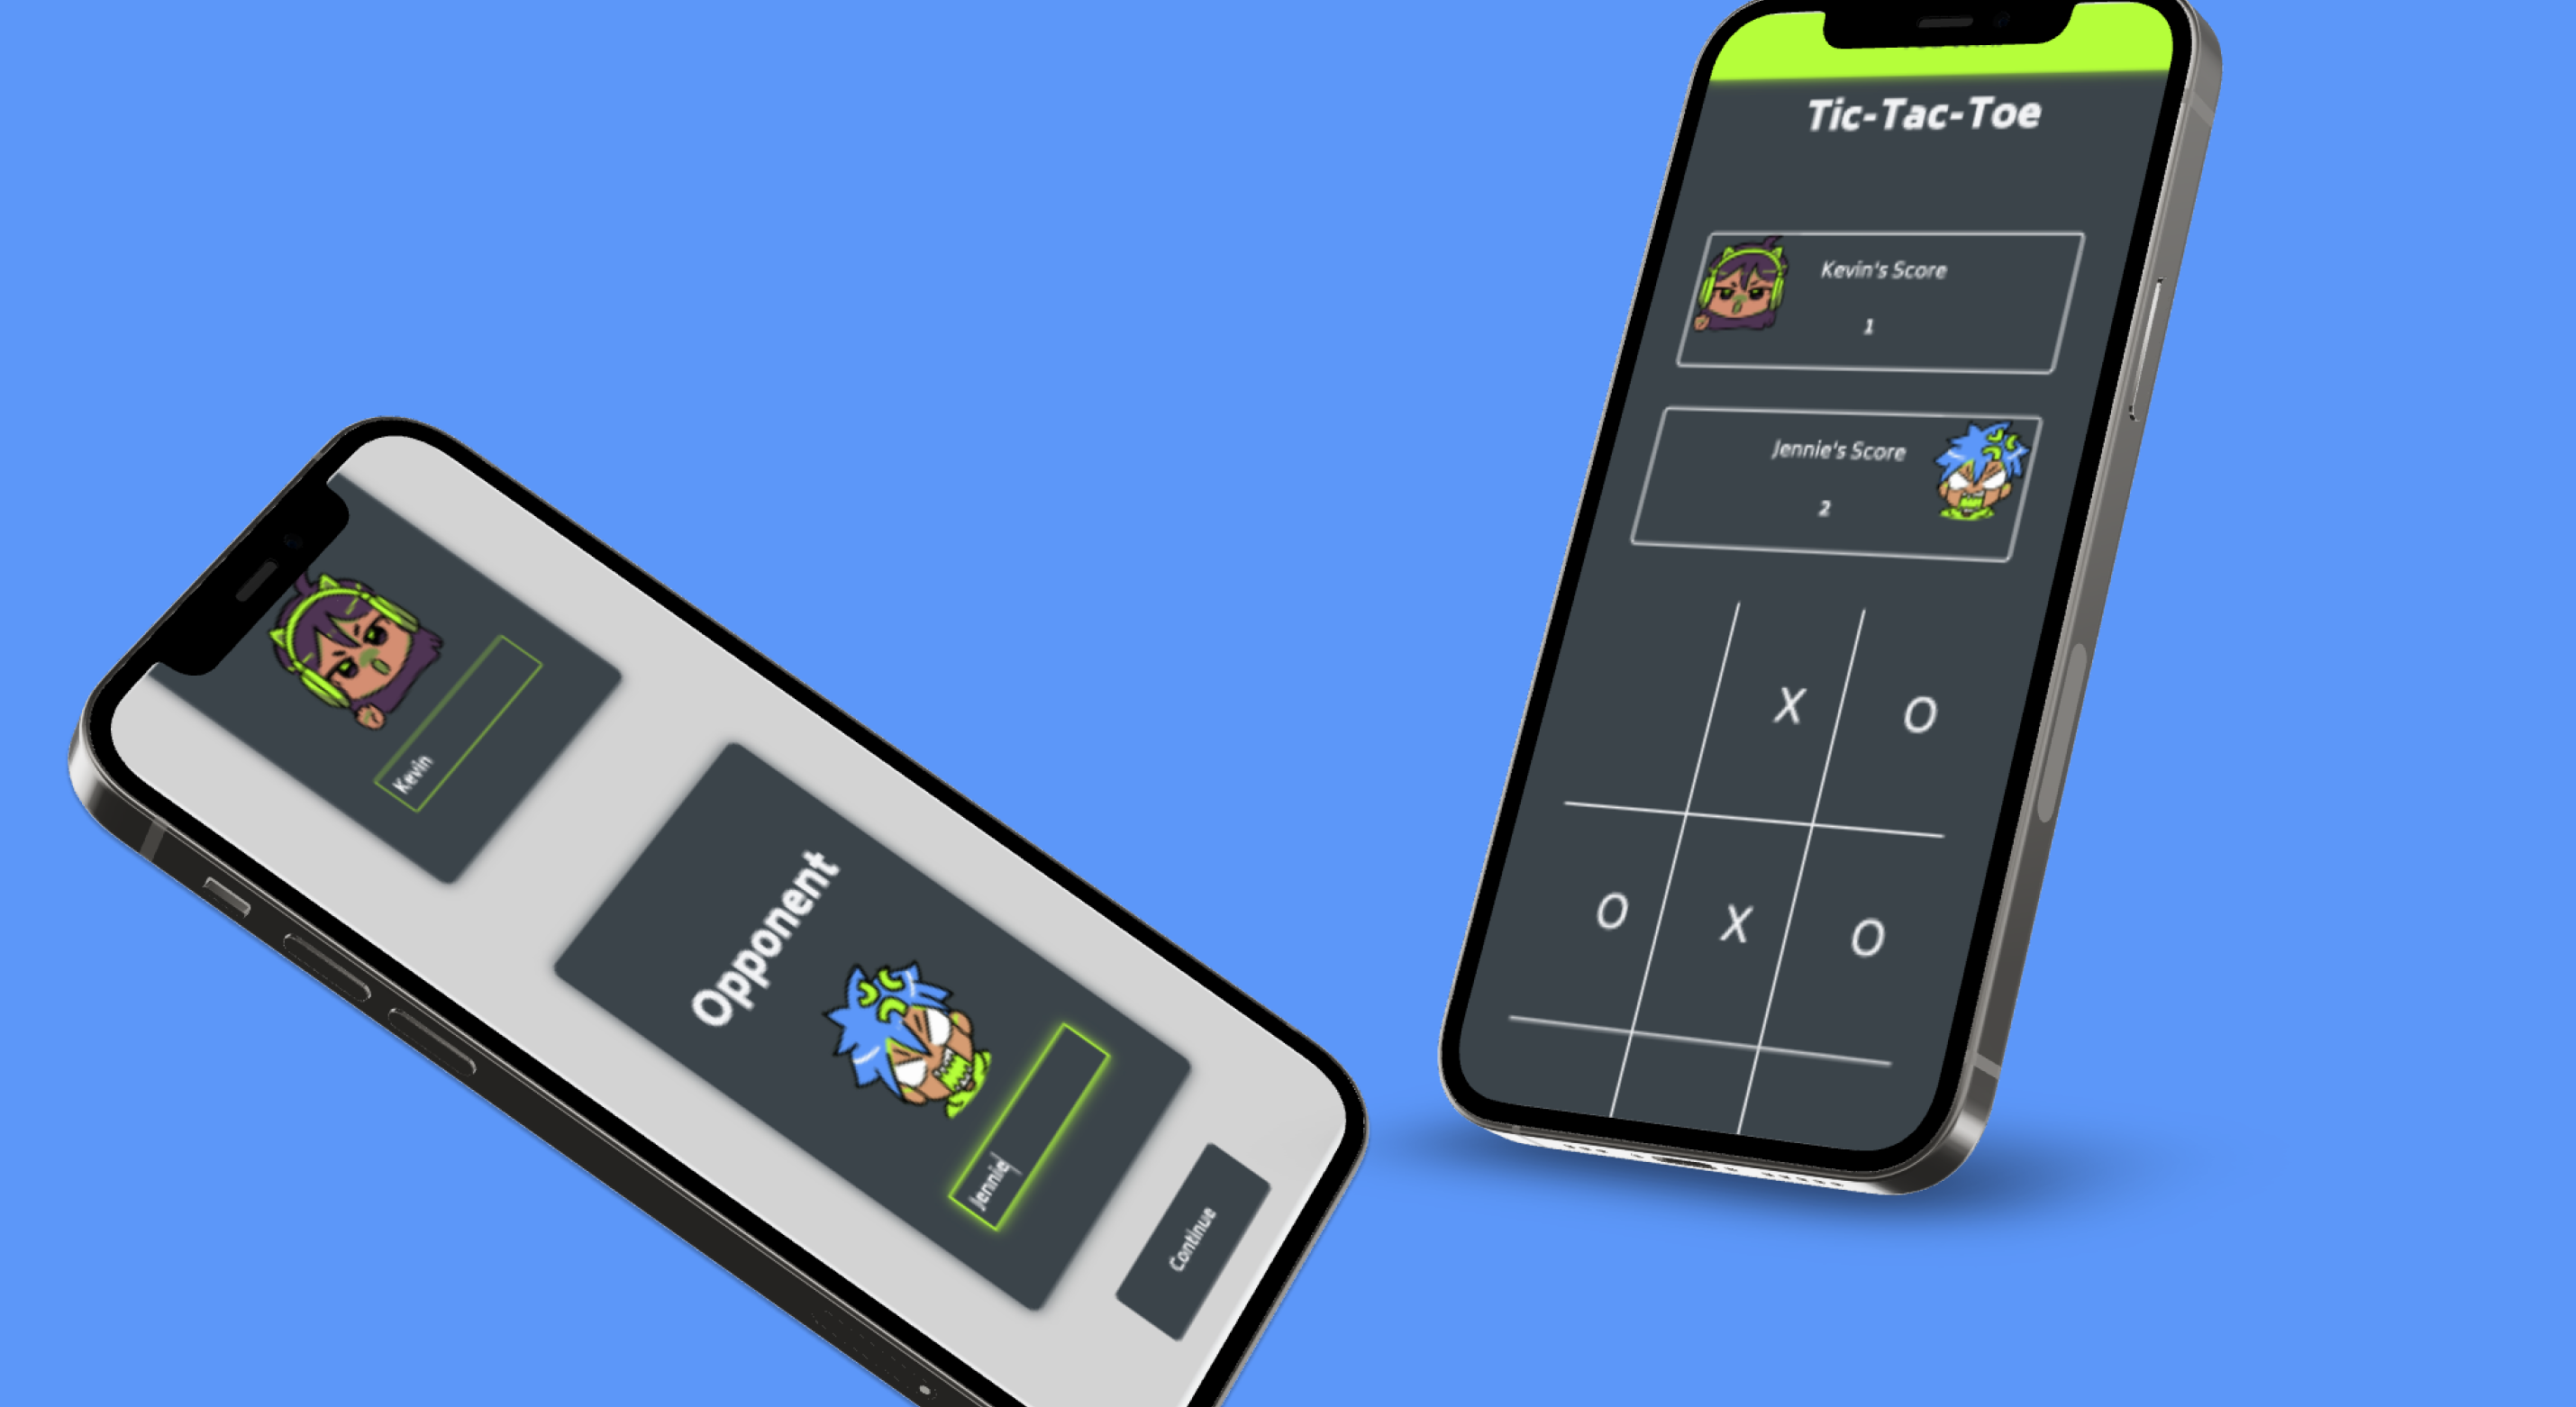 Kevin
Opponent
Jennie
Continue
Tic-Tac-Toe
Kevin's Score
1
Jennie's Score
2
X O
O X O